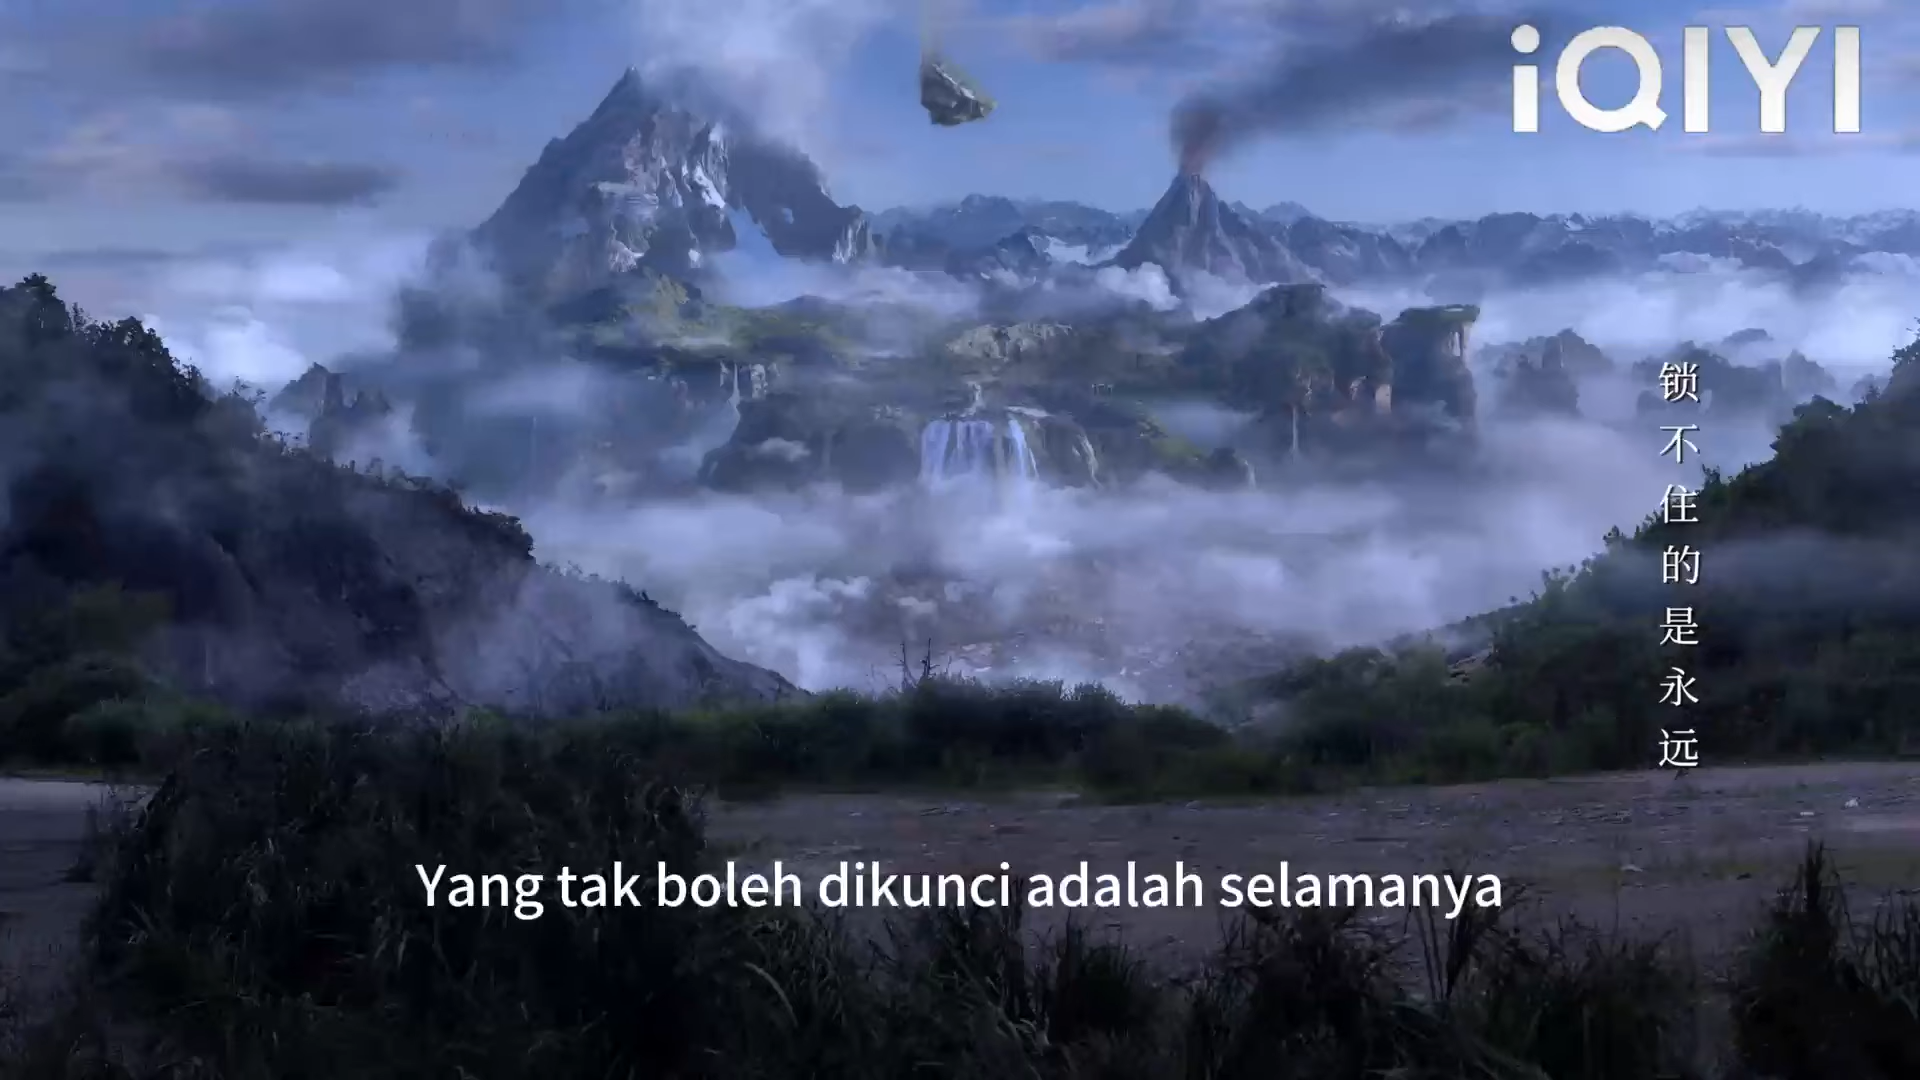 iQIYI
锁不住的是永远
Yang tak boleh dikunci adalah selamanya